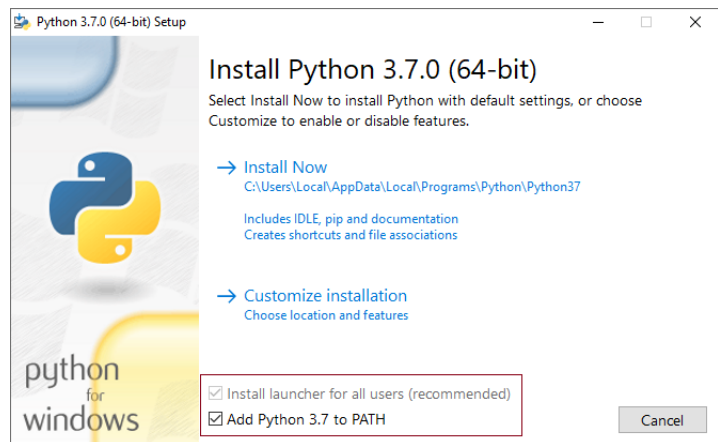 Python 3.7.0 (64-bit) Setup
Install Python 3.7.0 (64-bit)
Select Install Now to install Python with default settings, or choose
Customize to enable or disable features.
Install Now
C:\Users\Local\AppData\Local\Programs\Python\Python37
Includes IDLE, pip and documentation
Creates shortcuts and file associations
Customize installation
Choose location and features
python
for
windows
Install launcher for all users (recommended)
Add Python 3.7 to PATH
Cancel